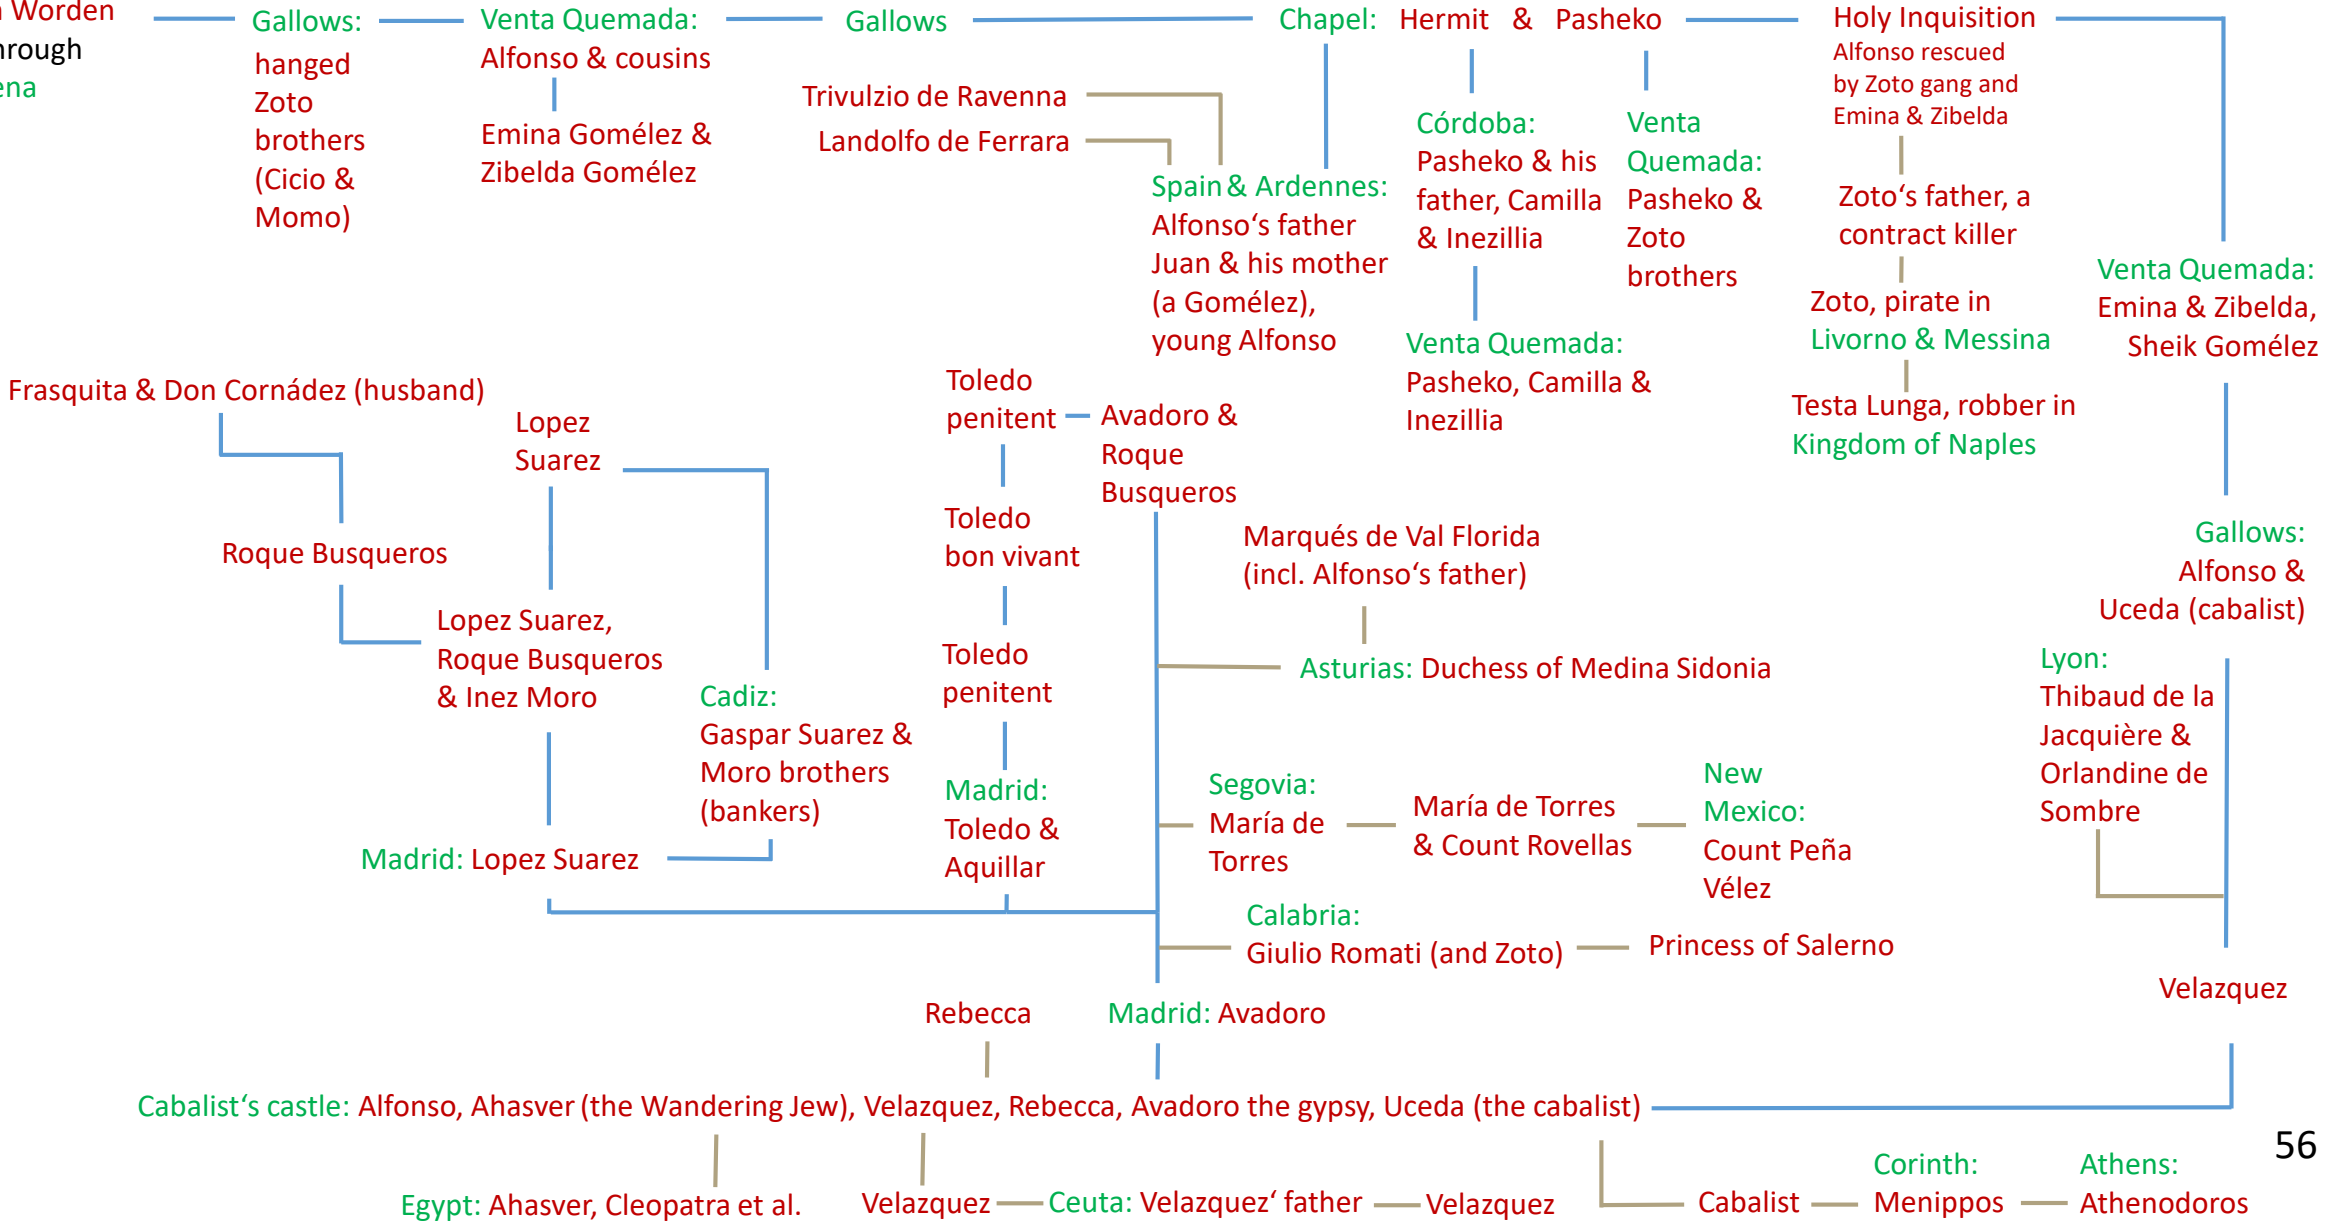 Worden
Gallows:
hanged
Zoto
brothers
(Cicio &
Momo)
Venta Quemada:
Alfonso & cousins
Emina Gomélez &
Zibelda Gomélez
Gallows
Chapel: Hermit & Pasheko
Trivulzio de Ravenna
Landolfo de Ferrara
Spain & Ardennes:
Alfonso‘s father
Juan & his mother
(a Gomélez),
young Alfonso
Córdoba:
Pasheko & his
father, Camilla
& Inezillia
Venta Quemada:
Pasheko, Camilla &
Inezillia
Venta
Quemada:
Pasheko &
Zoto
brothers
Holy Inquisition
Alfonso rescued
by Zoto gang and
Emina & Zibelda
Zoto‘s father, a
contract killer
Zoto, pirate in
Livorno & Messina
Testa Lunga, robber in
Kingdom of Naples
Venta Quemada:
Emina & Zibelda,
Sheik Gomélez
Frasquita & Don Cornádez (husband)
Roque Busqueros
Lopez
Suarez
Lopez Suarez,
Roque Busqueros
& Inez Moro
Cadiz:
Gaspar Suarez &
Moro brothers
(bankers)
Madrid: Lopez Suarez
Toledo
penitent
Toledo
bon vivant
Toledo
penitent
Madrid:
Toledo &
Aquillar
Avadoro &
Roque
Busqueros
Marqués de Val Florida
(incl. Alfonso‘s father)
Asturias: Duchess of Medina Sidonia
Segovia:
María de
Torres
María de Torres
& Count Rovellas
New
Mexico:
Count Peña
Vélez
Calabria:
Giulio Romati (and Zoto)
Princess of Salerno
Gallows:
Alfonso &
Uceda (cabalist)
Lyon:
Thibaud de la
Jacquière &
Orlandine de
Sombre
Velazquez
Rebecca
Madrid: Avadoro
Cabalist‘s castle: Alfonso, Ahasver (the Wandering Jew), Velazquez, Rebecca, Avadoro the gypsy, Uceda (the cabalist)
Egypt: Ahasver, Cleopatra et al.
Velazquez
Ceuta: Velazquez‘ father
Velazquez
Cabalist
Corinth:
Menippos
Athens:
Athenodoros
56